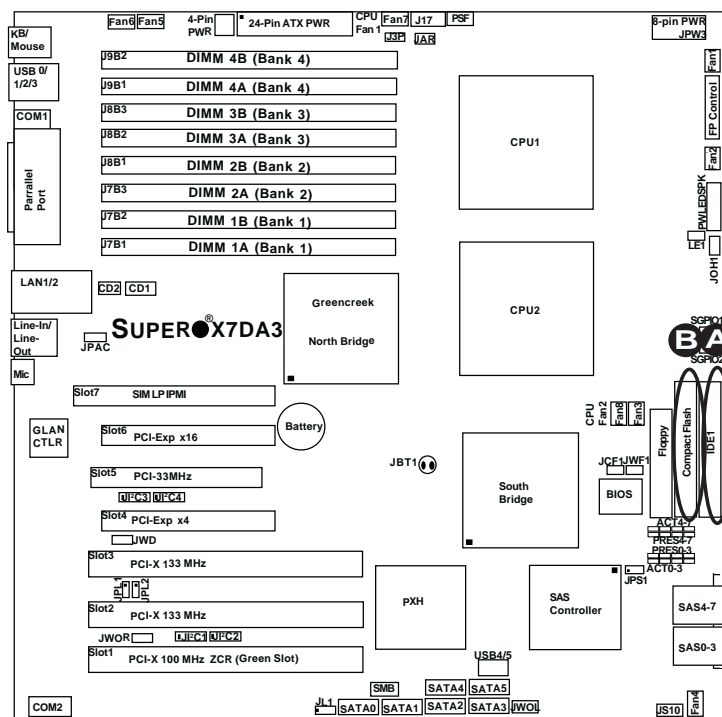 Fan6 Fan5
4-Pin
PWR
24-Pin ATX PWR
CPU
Fan 1
Fan7
J17
PSF
J3P
JAR
8-pin PWR
JPW3
KB/
Mouse
USB 0/
1/2/3
COM1
Parrallel
Port
J9B2 DIMM 4B (Bank 4)
J9B1 DIMM 4A (Bank 4)
J8B3 DIMM 3B (Bank 3)
J8B2 DIMM 3A (Bank 3)
J8B1 DIMM 2B (Bank 2)
J7B3 DIMM 2A (Bank 2)
J7B2 DIMM 1B (Bank 1)
J7B1 DIMM 1A (Bank 1)
CPU1
Fan1
FP Control
Fan2
PWLEDSPK
LE1
JOH1
LAN1/2
CD2 CD1
Greencreek
North Bridge
CPU2
SUPER®X7DA3
Line-In/
Line-
Out
JPAC
Mic
SGPIO1
B A
SGPIO2
Slot7 SIMLP IPMI
GLAN
CTLR
Slot6
PCI-Exp x16
Battery
CPU
Fan2
Fan8
Fan3
Floppy
Compact Flash
IDE1
Slot5
PCI-33MHz
JI²C3 JI²C4
JBT1
South
Bridge
JCF1 JWF1
BIOS
Slot4
PCI-Exp x4
JWD
ACT4-7
PRES4-7
PRES0-3
ACT0-3
Slot3
PCI-X 133 MHz
JPL1
JPL2
PXH
SAS
Controller
JPS1
Slot2
PCI-X 133 MHz
SAS4-7
JWOR
JI²C1 JI²C2
Slot1
PCI-X 100 MHz ZCR (Green Slot)
USB4/5
SAS0-3
COM2
SMB
SATA4 SATA5
JL1
SATA0 SATA1 SATA2 SATA3 JWOL
JS10
Fan4